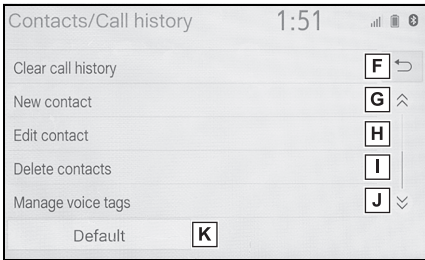 Contacts/Call history 1:51
Clear call history F
New contact G
Edit contact H
Delete contacts I
Manage voice tags J
Default K